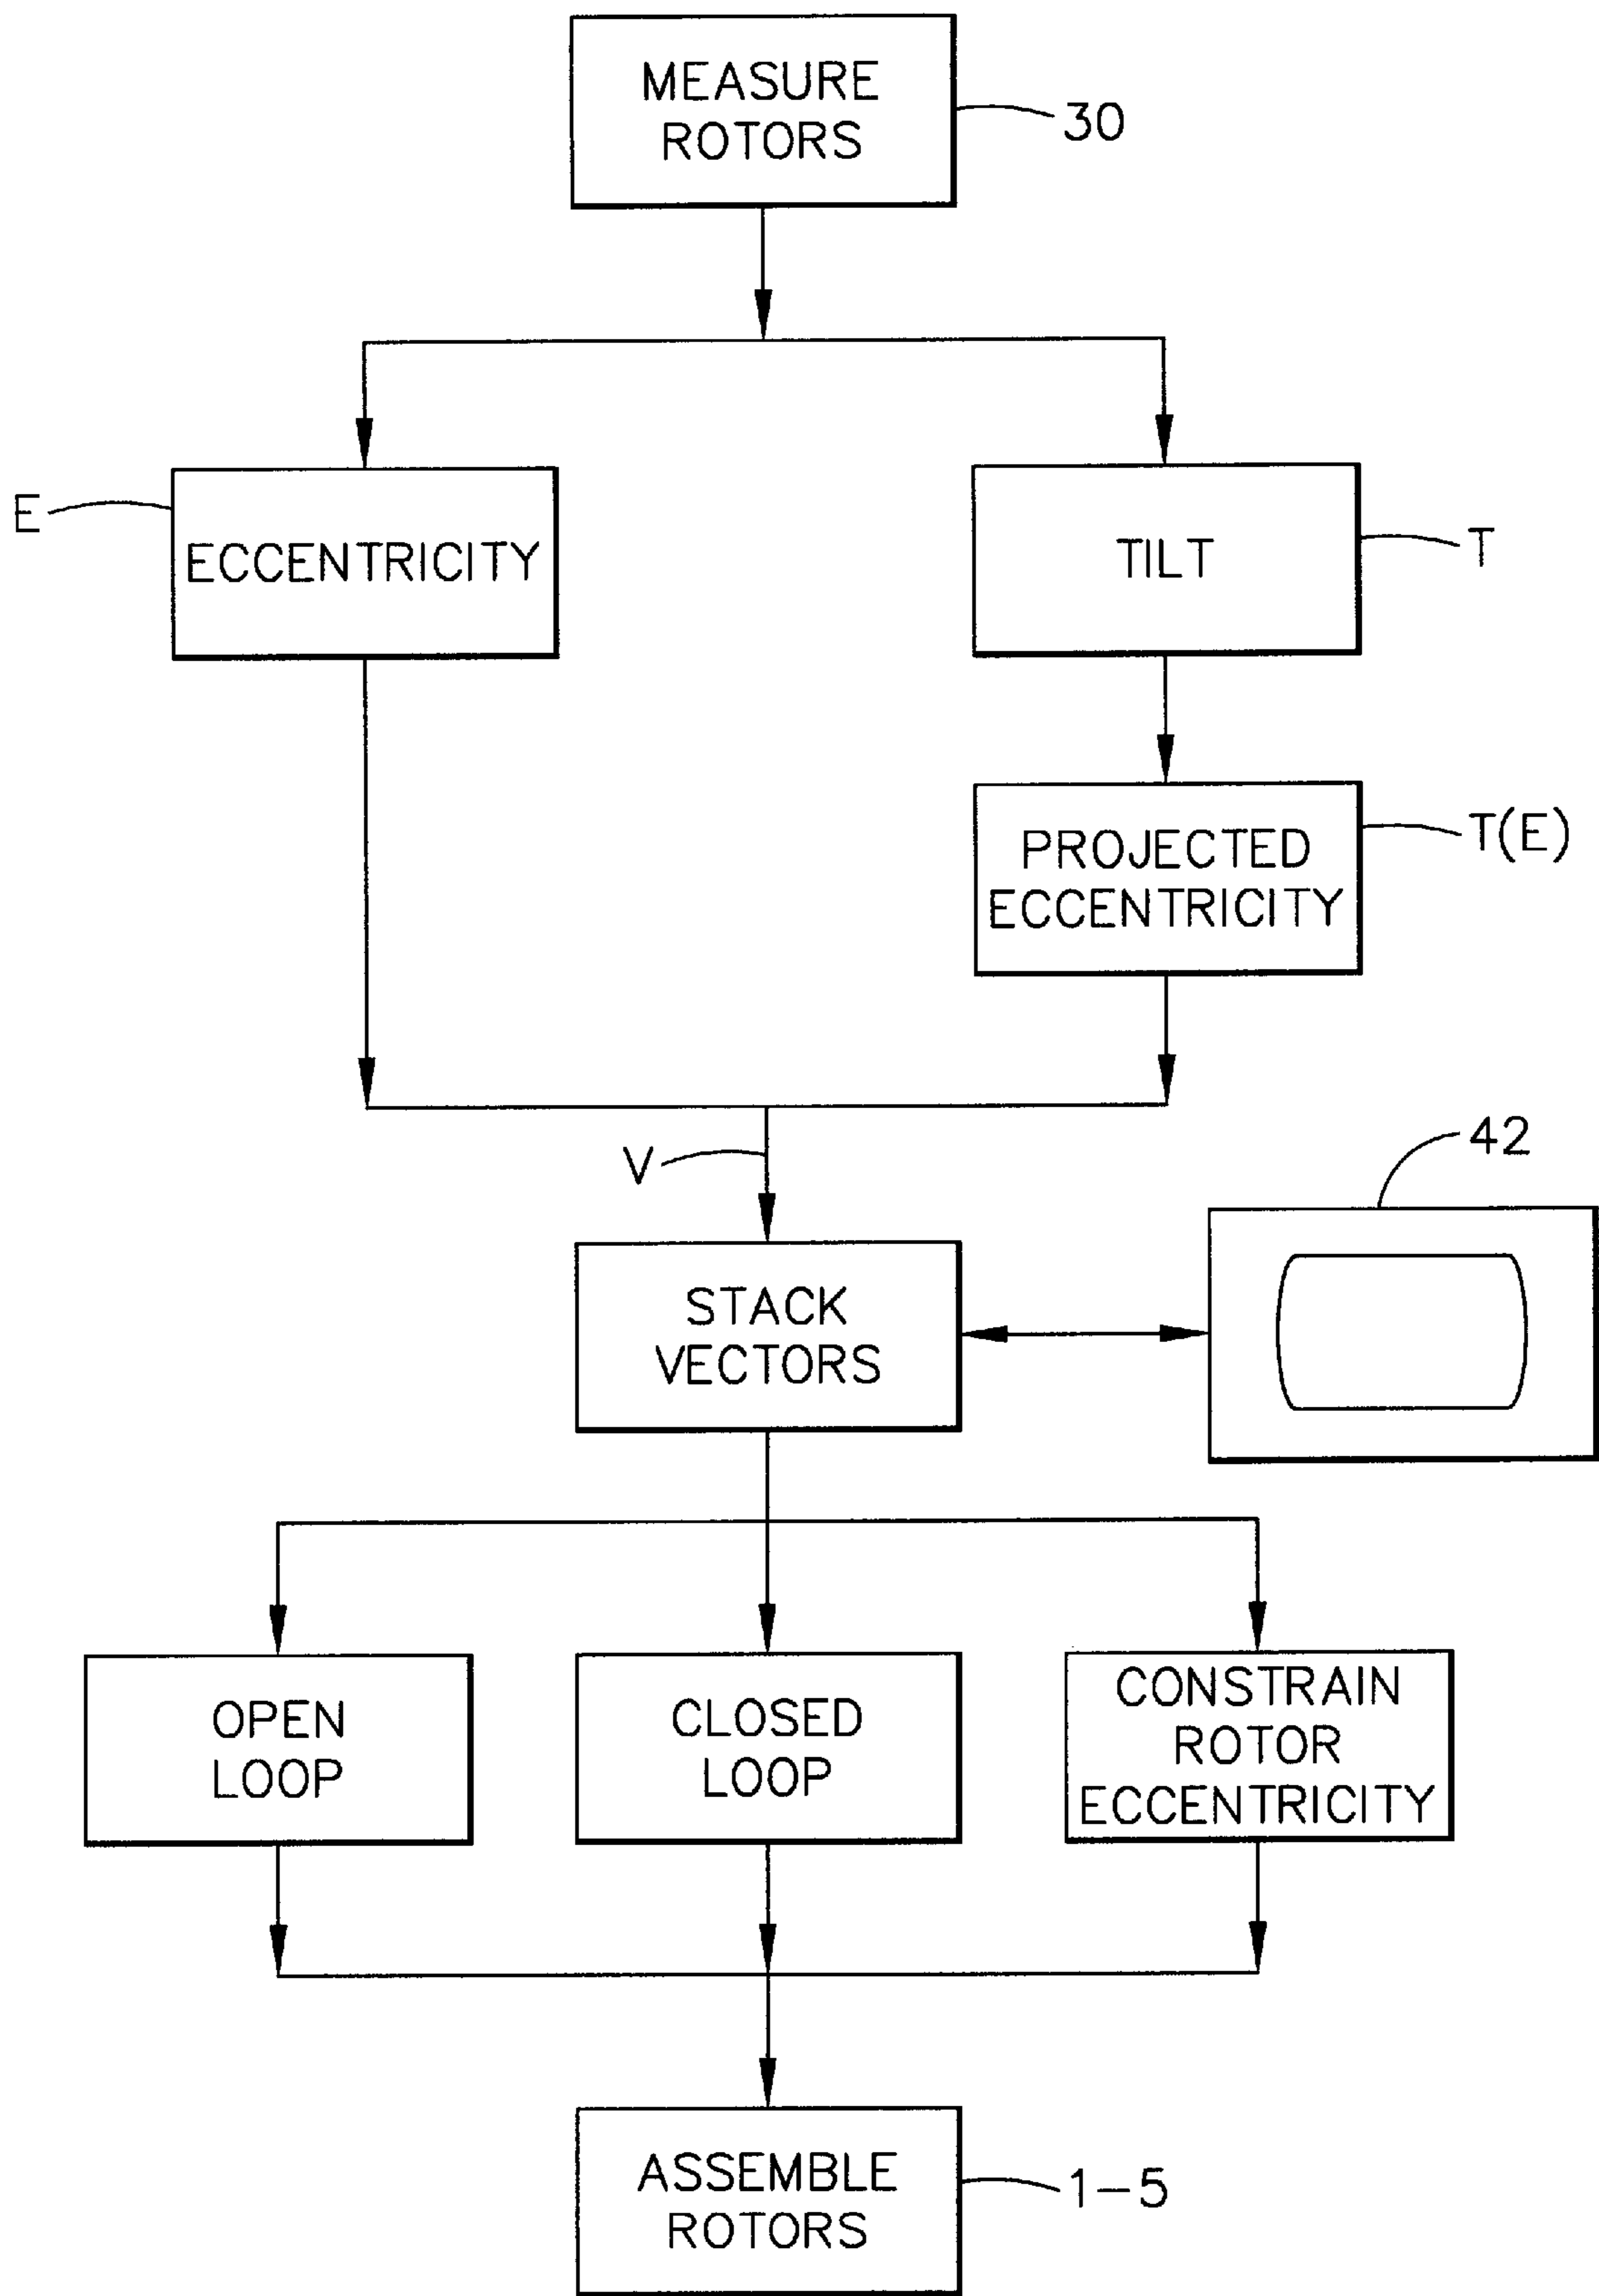 MEASURE
ROTORS
30
E
ECCENTRICITY
TILT
T
PROJECTED
ECCENTRICITY
T(E)
V
42
STACK
VECTORS
OPEN
LOOP
CLOSED
LOOP
CONSTRAIN
ROTOR
ECCENTRICITY
ASSEMBLE
ROTORS
1-5